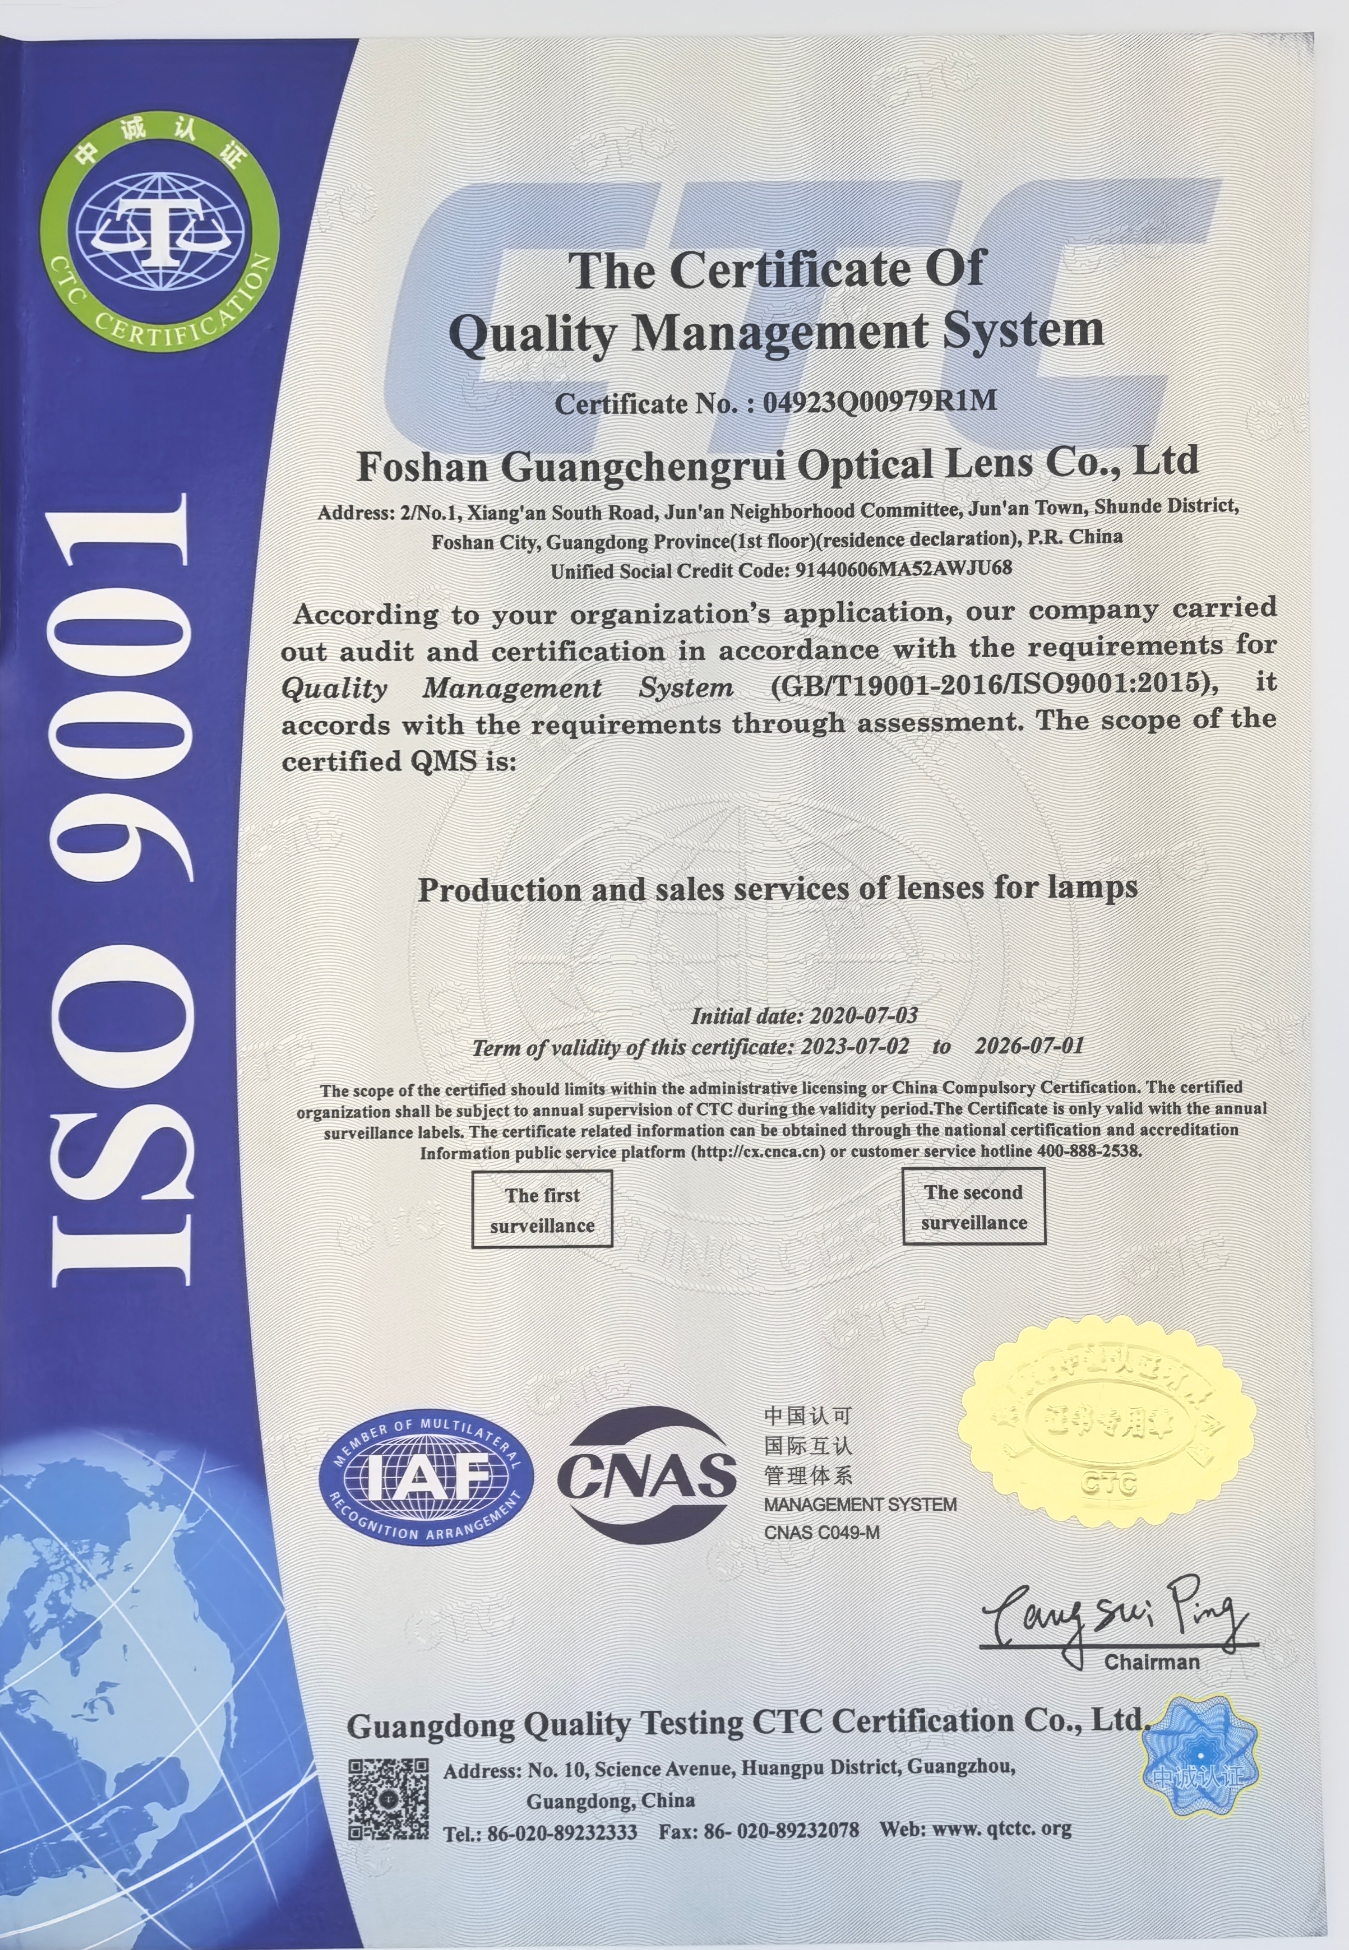 中诚认证
CTC CERTIFICATION
ISO 9001
CTC
The Certificate Of
Quality Management System
Certificate No. : 04923Q00979R1M
Foshan Guangchengrui Optical Lens Co., Ltd
Address: 2/No.1, Xiang'an South Road, Jun'an Neighborhood Committee, Jun'an Town, Shunde District,
Foshan City, Guangdong Province(1st floor)(residence declaration), P.R. China
Unified Social Credit Code: 91440606MA52AWJU68
According to your organization's application, our company carried
out audit and certification in accordance with the requirements for
Quality Management System (GB/T19001-2016/ISO9001:2015), it
accords with the requirements through assessment. The scope of the
certified QMS is:
Production and sales services of lenses for lamps
Initial date: 2020-07-03
Term of validity of this certificate: 2023-07-02 to 2026-07-01
The scope of the certified should limits within the administrative licensing or China Compulsory Certification. The certified
organization shall be subject to annual supervision of CTC during the validity period.The Certificate is only valid with the annual
surveillance labels. The certificate related information can be obtained through the national certification and accreditation
Information public service platform (http://cx.cnca.cn) or customer service hotline 400-888-2538.
The first
surveillance
The second
surveillance
MEMBER OF MULTILATERAL
IAF
RECOGNITION ARRANGEMENT
CNAS
中国认可
国际互认
管理体系
MANAGEMENT SYSTEM
CNAS C049-M
证书专用章
CTC
Chairman
Guangdong Quality Testing CTC Certification Co., Ltd.
中诚认证
Address: No. 10, Science Avenue, Huangpu District, Guangzhou,
Guangdong, China
Tel.: 86-020-89232333 Fax: 86- 020-89232078 Web: www. qtctc. org